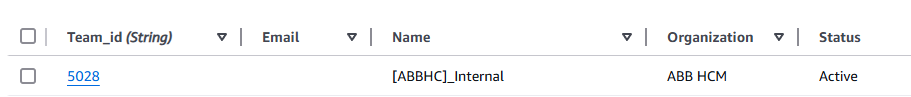 Team_id (String) Email Name Organization Status
5028 [ABBHC]_Internal ABB HCM Active